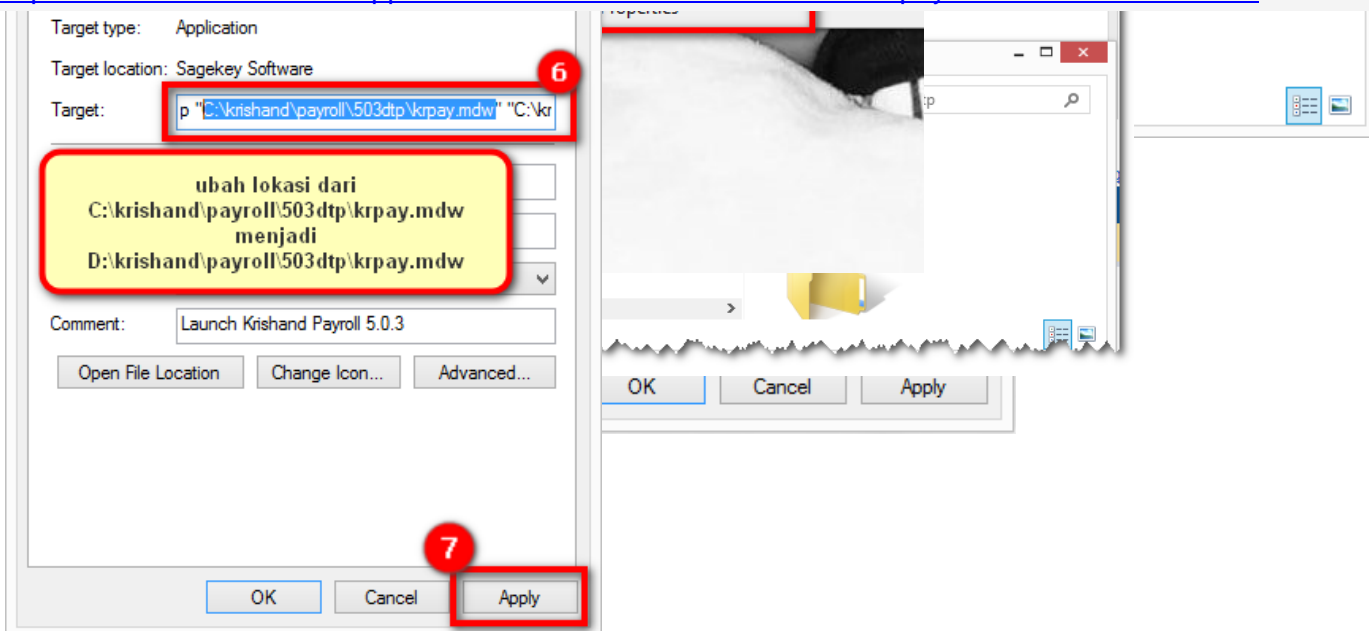 Target type: Application
Target location: Sagekey Software
6
Target: p "C:\krishand\payroll\503dtp\krpay.mdw" "C:\kr
ubah lokasi dari
C:\krishand\payroll\503dtp\krpay.mdw
menjadi
D:\krishand\payroll\503dtp\krpay.mdw
Comment: Launch Krishand Payroll 5.0.3
Open File Location Change Icon... Advanced...
7
OK Cancel Apply
Properties
OK Cancel Apply